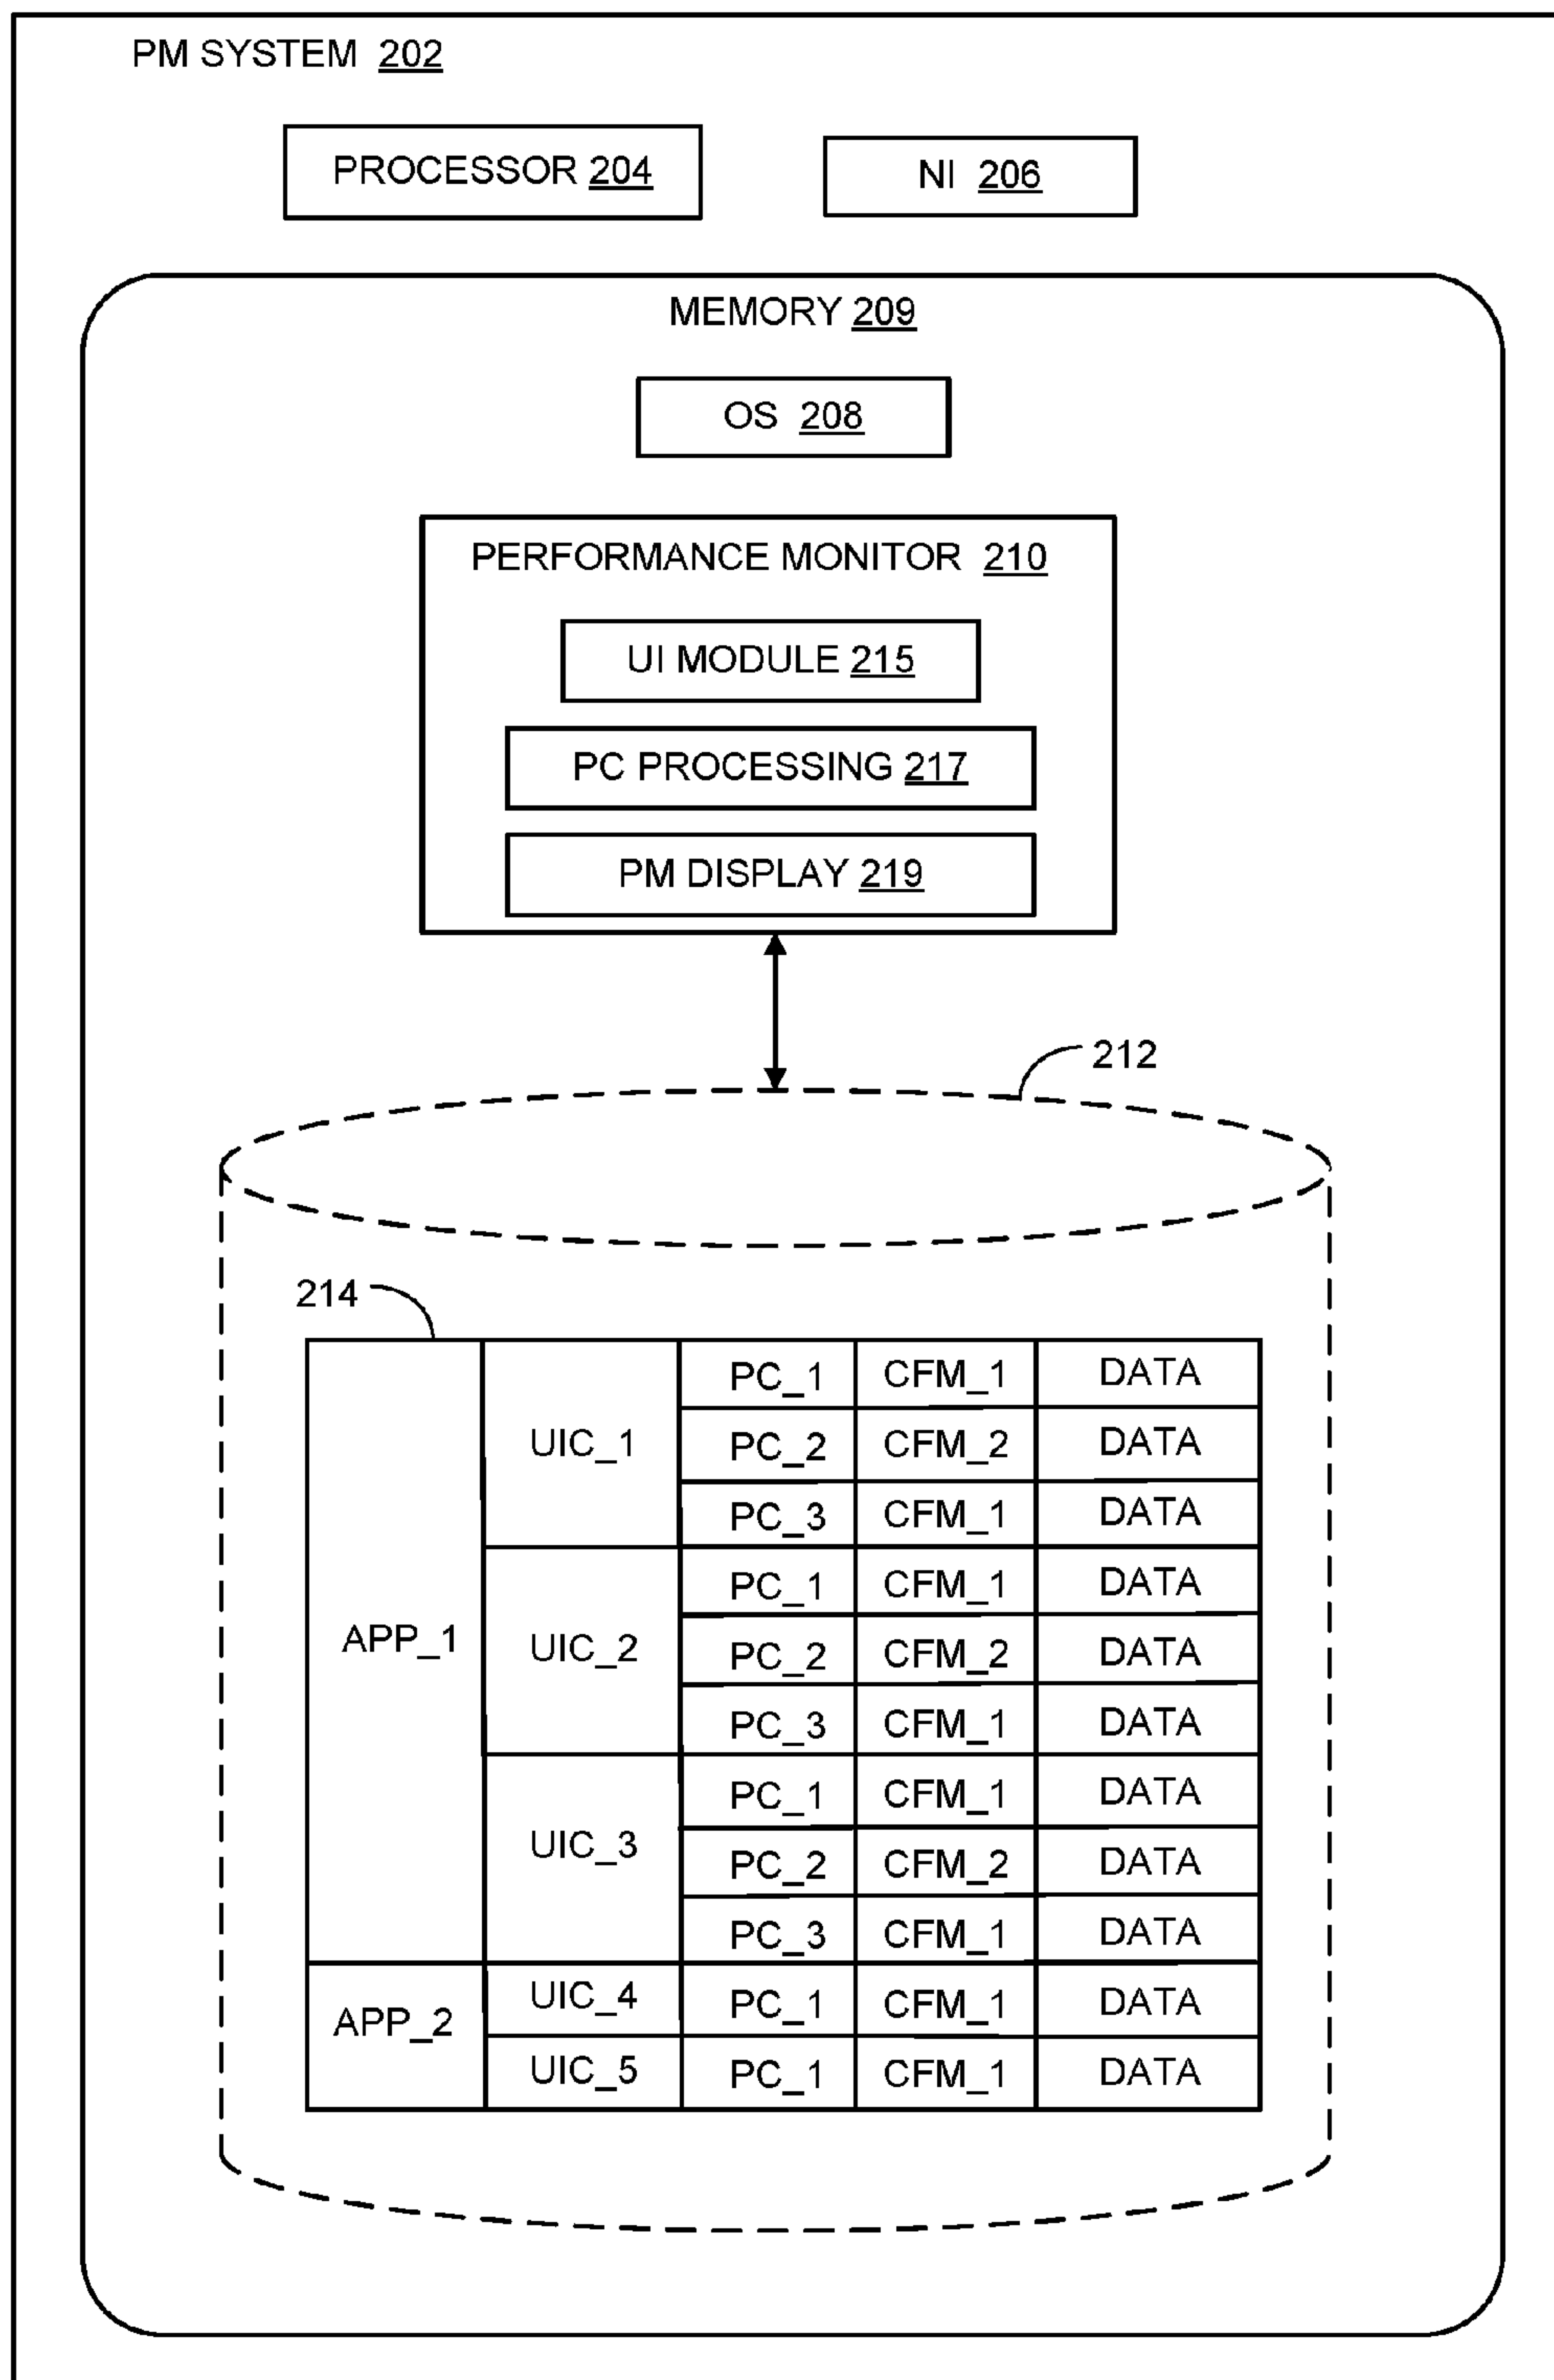 PM SYSTEM 202
PROCESSOR 204
NI 206
MEMORY 209
OS 208
PERFORMANCE MONITOR 210
UI MODULE 215
PC PROCESSING 217
PM DISPLAY 219
212
214
APP_1
UIC_1
PC_1 CFM_1 DATA
PC_2 CFM_2 DATA
PC_3 CFM_1 DATA
UIC_2
PC_1 CFM_1 DATA
PC_2 CFM_2 DATA
PC_3 CFM_1 DATA
UIC_3
PC_1 CFM_1 DATA
PC_2 CFM_2 DATA
PC_3 CFM_1 DATA
APP_2
UIC_4 PC_1 CFM_1 DATA
UIC_5 PC_1 CFM_1 DATA